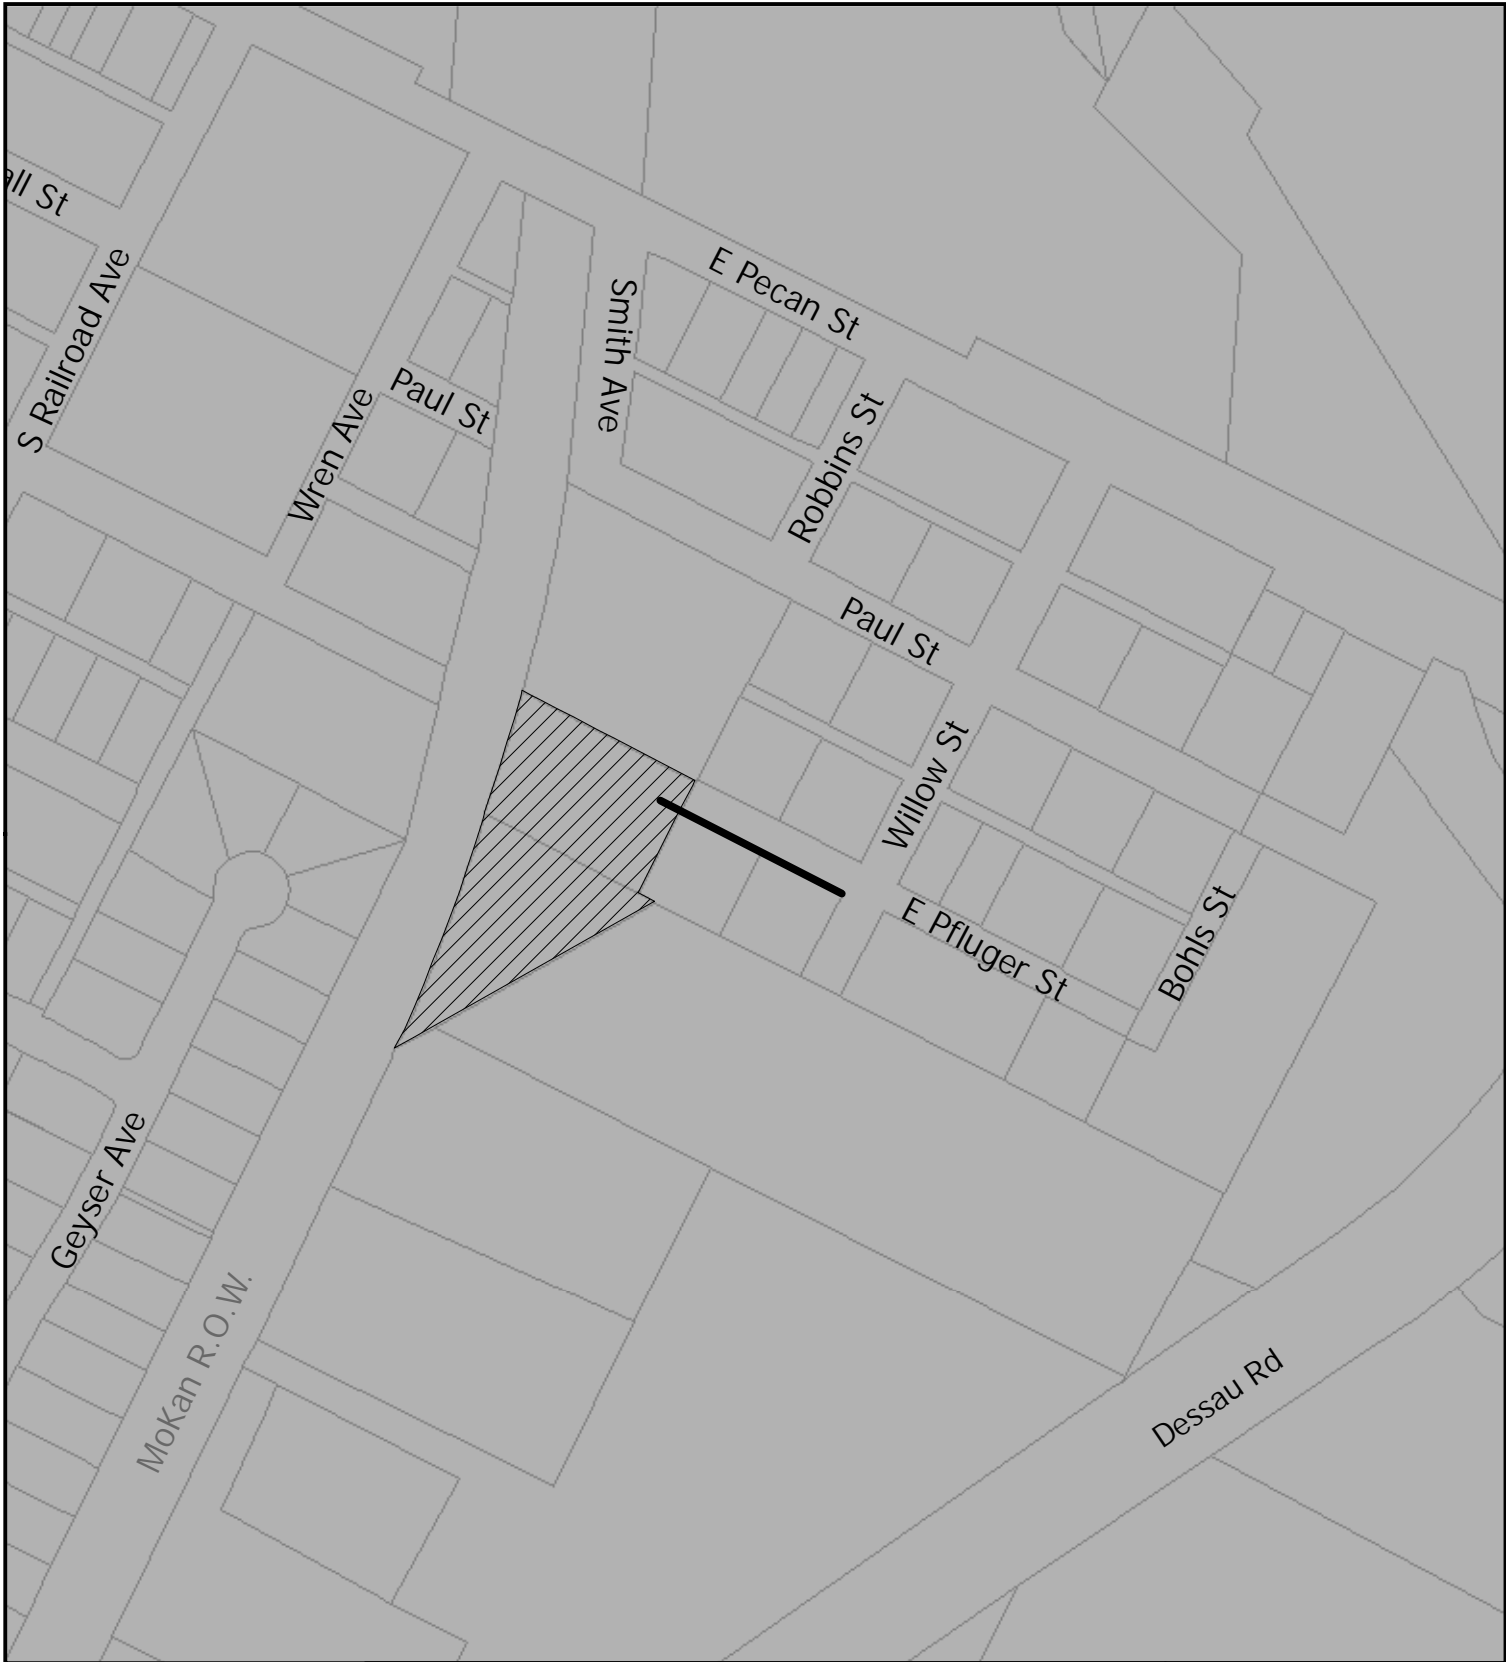 all St
S Railroad Ave
Wren Ave
Paul St
Smith Ave
E Pecan St
Robbins St
Paul St
Willow St
E Pfluger St
Bohls St
Geyser Ave
MoKan R.O.W.
Dessau Rd